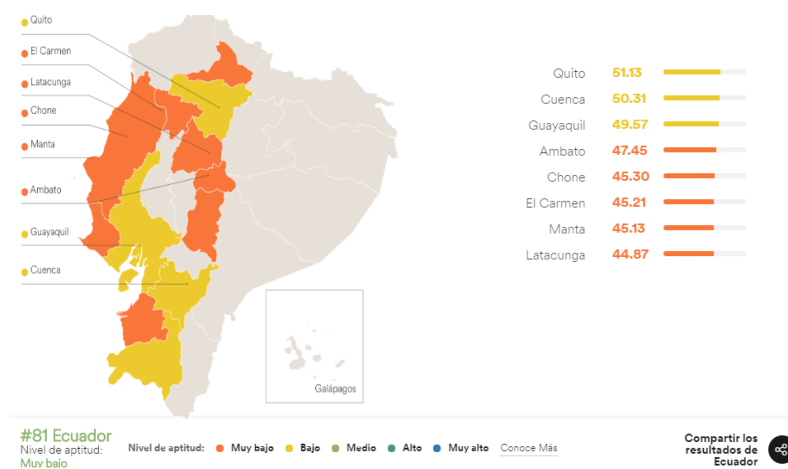 Quito
El Carmen
Latacunga
Chone
Manta
Ambato
Guayaquil
Cuenca
Galápagos
Quito 51.13
Cuenca 50.31
Guayaquil 49.57
Ambato 47.45
Chone 45.30
El Carmen 45.21
Manta 45.13
Latacunga 44.87
#81 Ecuador
Nivel de aptitud:
Muy bajo
Nivel de aptitud: Muy bajo Bajo Medio Alto Muy alto Conoce Más
Compartir los
resultados de
Ecuador